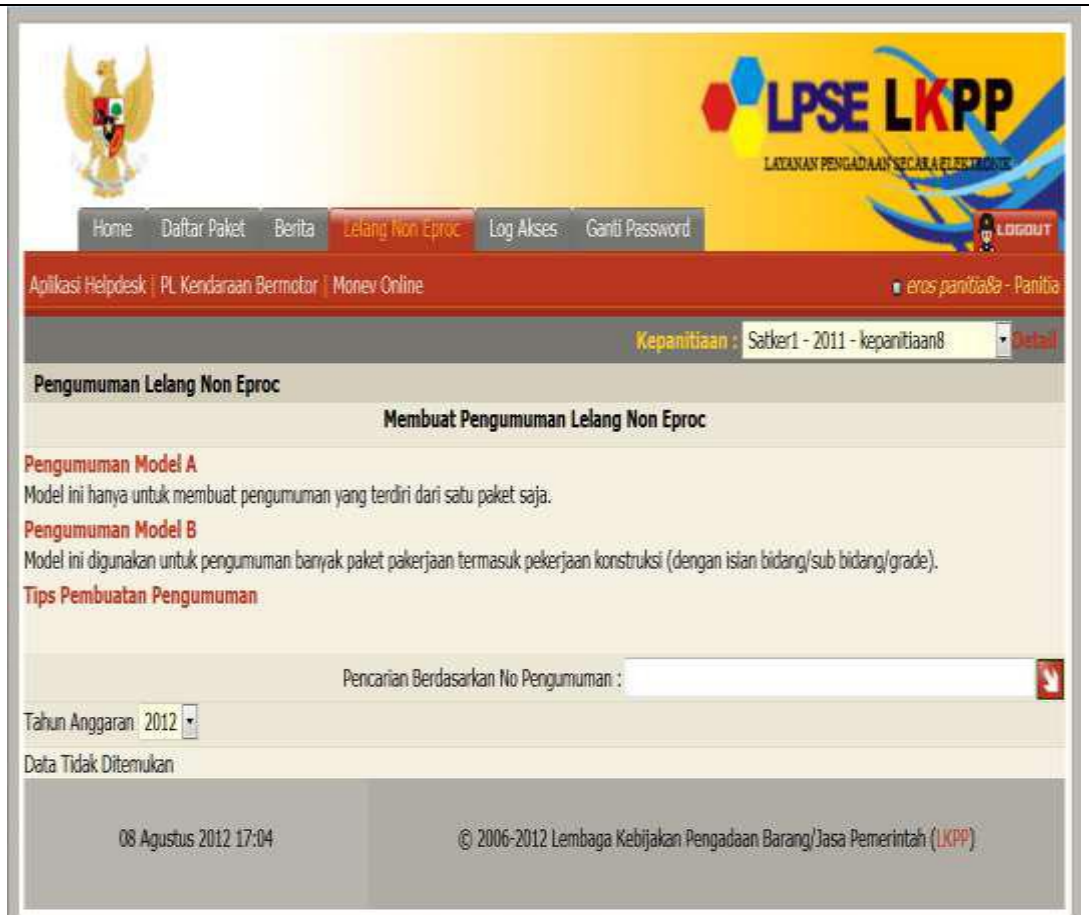 LPSE LKPP
LAYANAN PENGADAAN SECARA ELEKTRONIK
Home Daftar Paket Berita Lelang Non Eproc Log Akses Ganti Password LOGOUT
Aplikasi Helpdesk | PL Kendaraan Bermotor | Monev Online eros panitia8a - Panitia
Kepanitiaan : Satker1 - 2011 - kepanitiaan8 Detail
Pengumuman Lelang Non Eproc
Membuat Pengumuman Lelang Non Eproc
Pengumuman Model A
Model ini hanya untuk membuat pengumuman yang terdiri dari satu paket saja.
Pengumuman Model B
Model ini digunakan untuk pengumuman banyak paket pakerjaan termasuk pekerjaan konstruksi (dengan isian bidang/sub bidang/grade).
Tips Pembuatan Pengumuman
Pencarian Berdasarkan No Pengumuman :
Tahun Anggaran 2012
Data Tidak Ditemukan
08 Agustus 2012 17:04 © 2006-2012 Lembaga Kebijakan Pengadaan Barang/Jasa Pemerintah (LKPP)